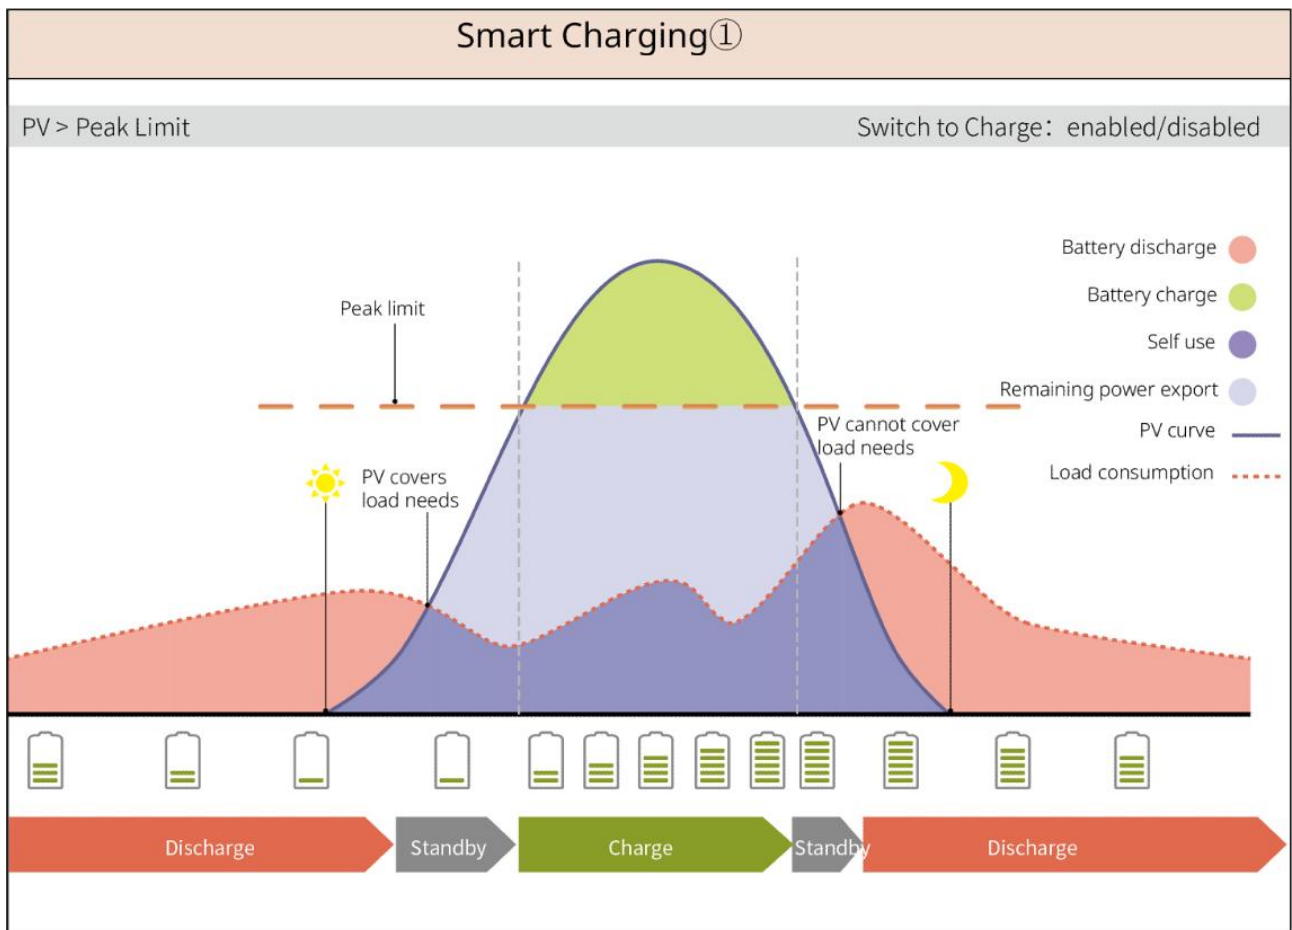 Smart Charging①
PV > Peak Limit
Switch to Charge：enabled/disabled
Battery discharge
Battery charge
Self use
Remaining power export
PV curve
Load consumption
Peak limit
PV covers
load needs
PV cannot cover
load needs
Discharge
Standby
Charge
Standby
Discharge